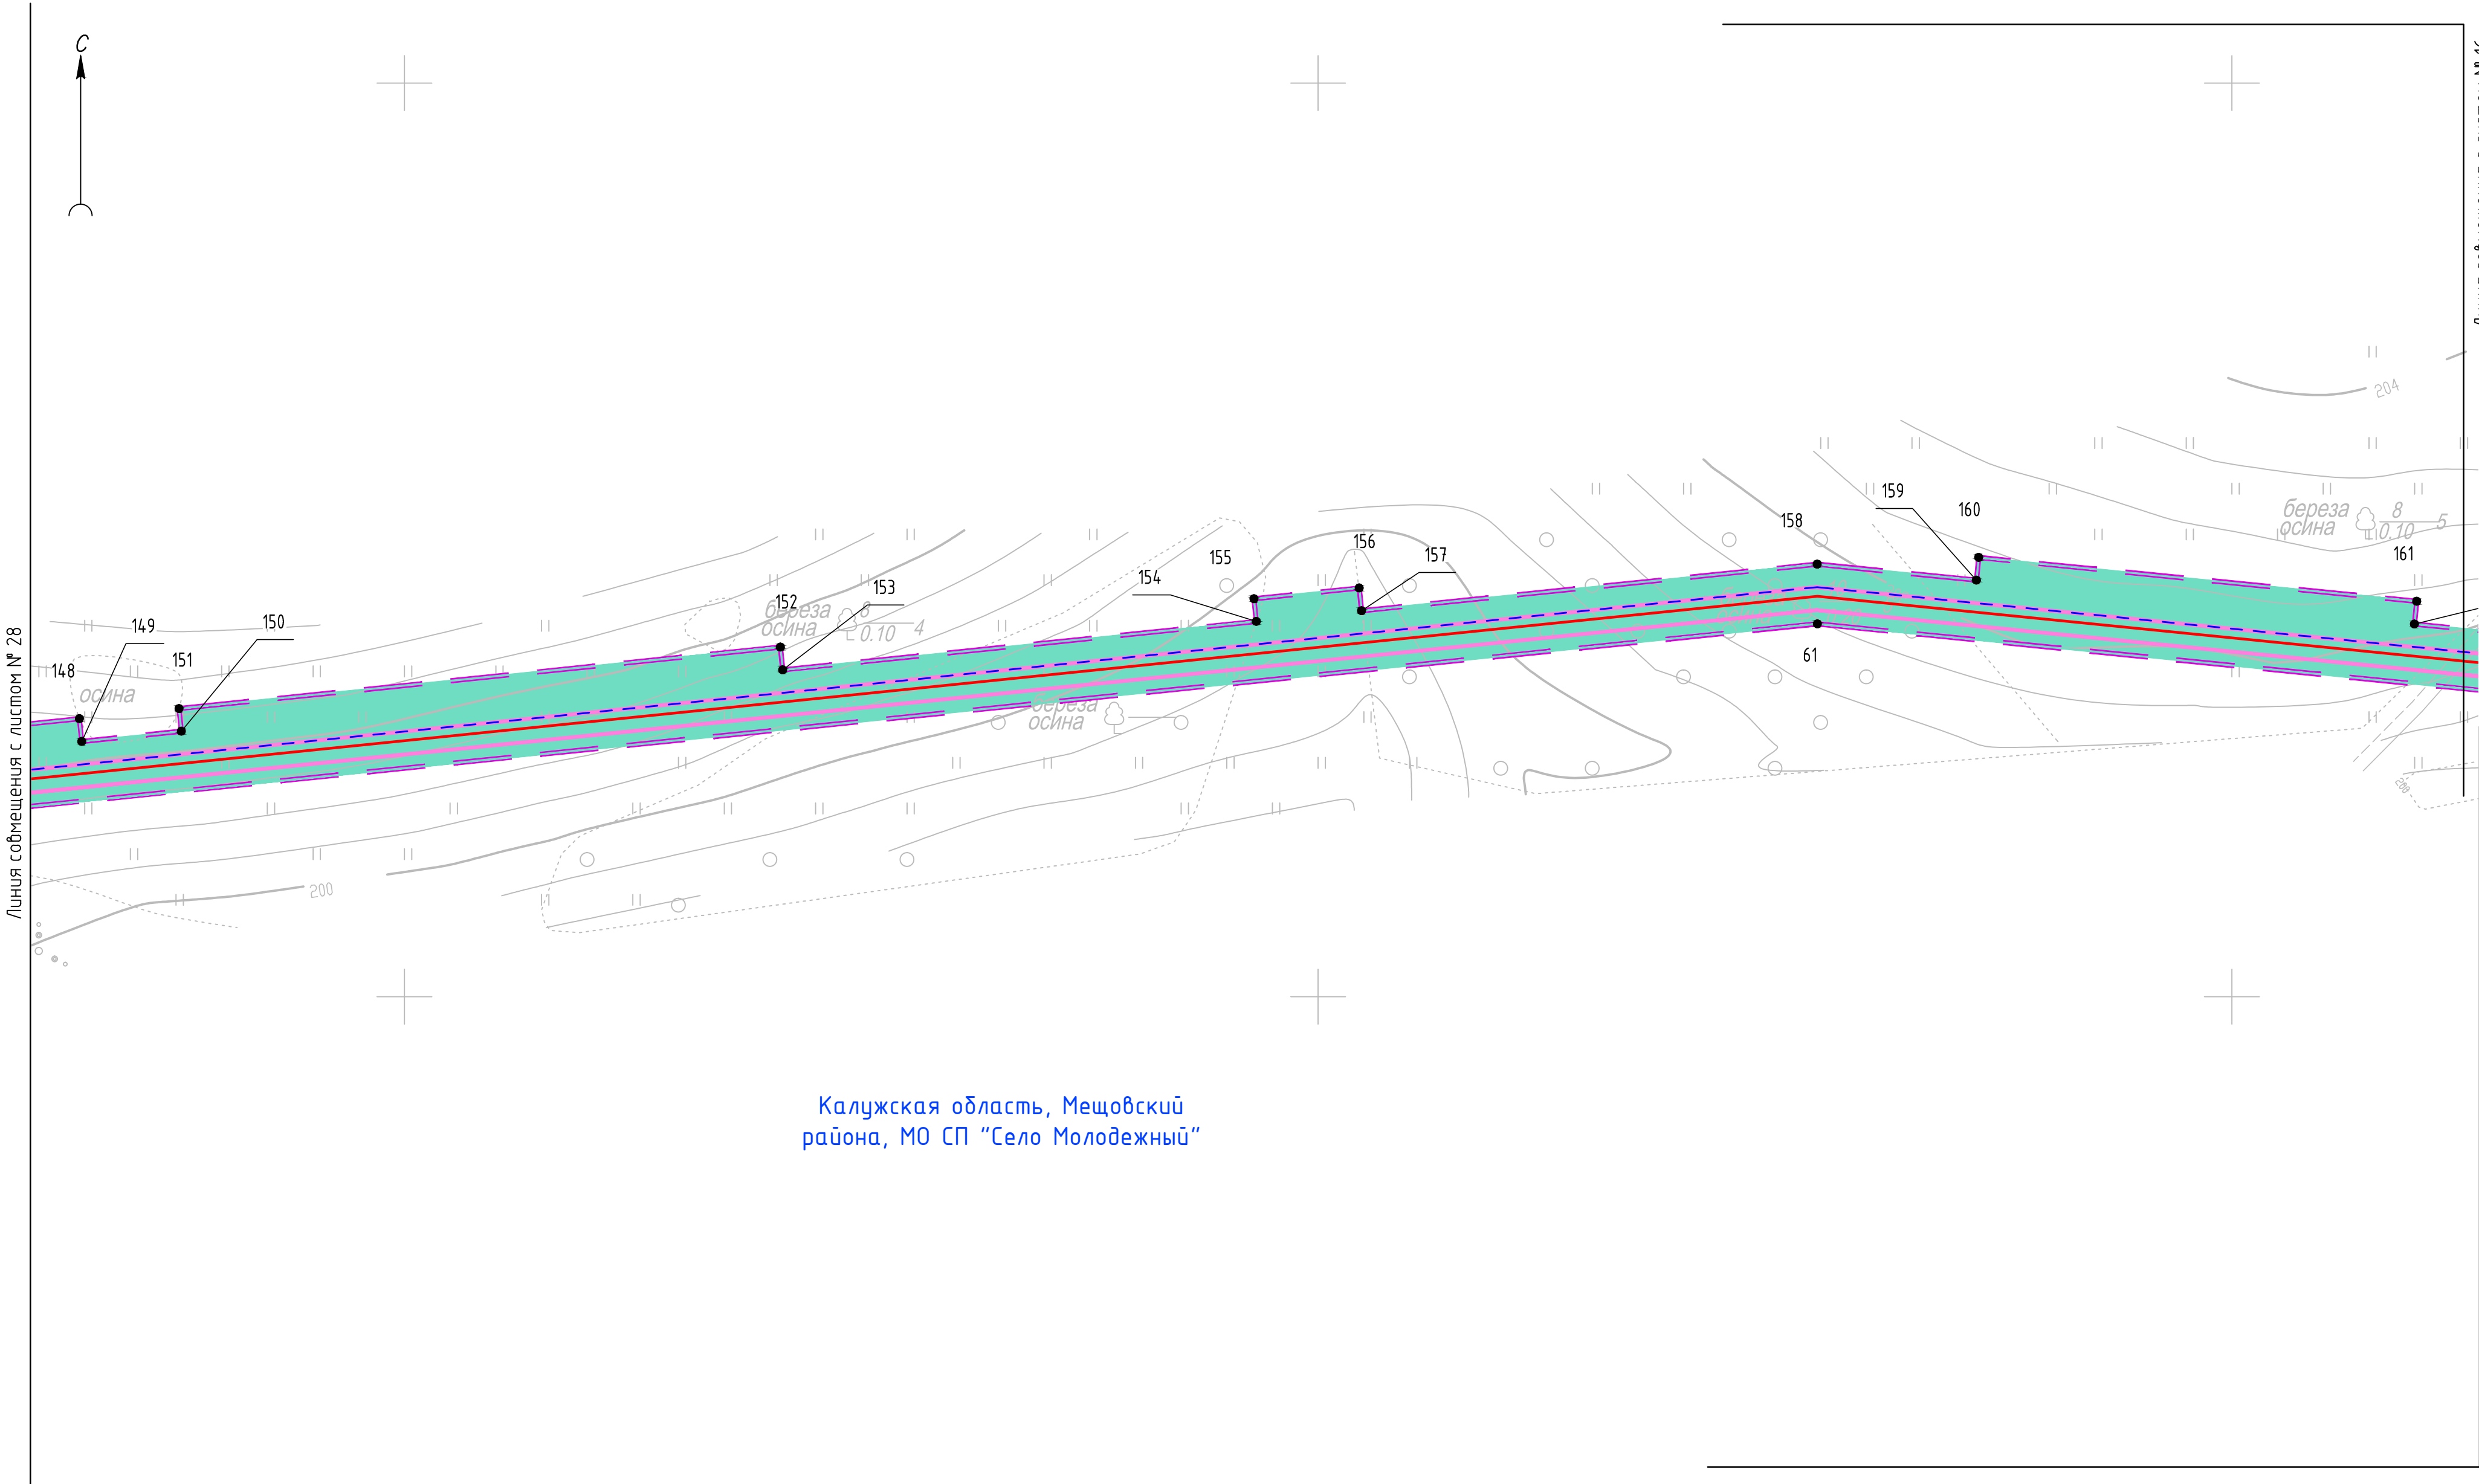 С
Линия совмещения с листом № 28
204
береза
осина
8
0.10
5
159
160
158
161
156
157
155
154
153
152
береза
осина
8
0.10
4
149
150
151
148
осина
61
береза
осина
200
200
Калужская область, Мещовский
района, МО СП "Село Молодежный"